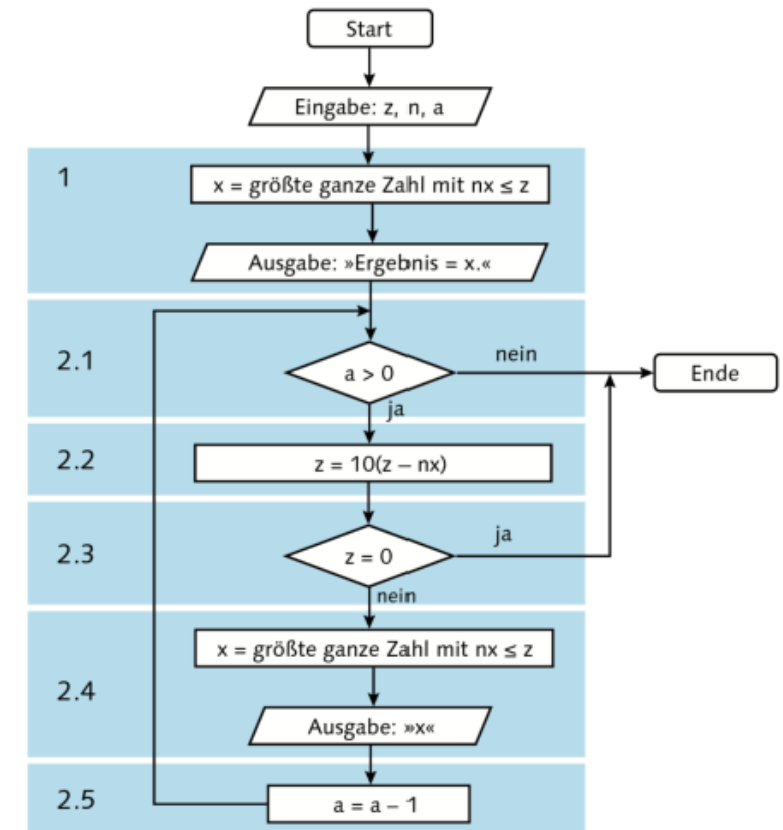 Start
Eingabe: z, n, a
1
x = größte ganze Zahl mit nx ≤ z
Ausgabe: »Ergebnis = x.«
2.1
a > 0
nein
Ende
ja
2.2
z = 10(z – nx)
2.3
z = 0
ja
nein
x = größte ganze Zahl mit nx ≤ z
2.4
Ausgabe: »x«
2.5
a = a – 1